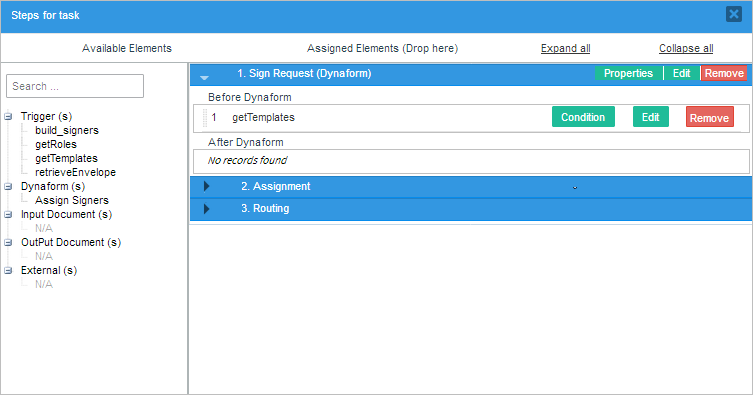 Steps for task
Available Elements Assigned Elements (Drop here) Expand all Collapse all
Search ...
Trigger (s)
build_signers
getRoles
getTemplates
retrieveEnvelope
Dynaform (s)
Assign Signers
Input Document (s)
N/A
OutPut Document (s)
N/A
External (s)
N/A
1. Sign Request (Dynaform) Properties Edit Remove
Before Dynaform
1 getTemplates Condition Edit Remove
After Dynaform
No records found
2. Assignment
3. Routing